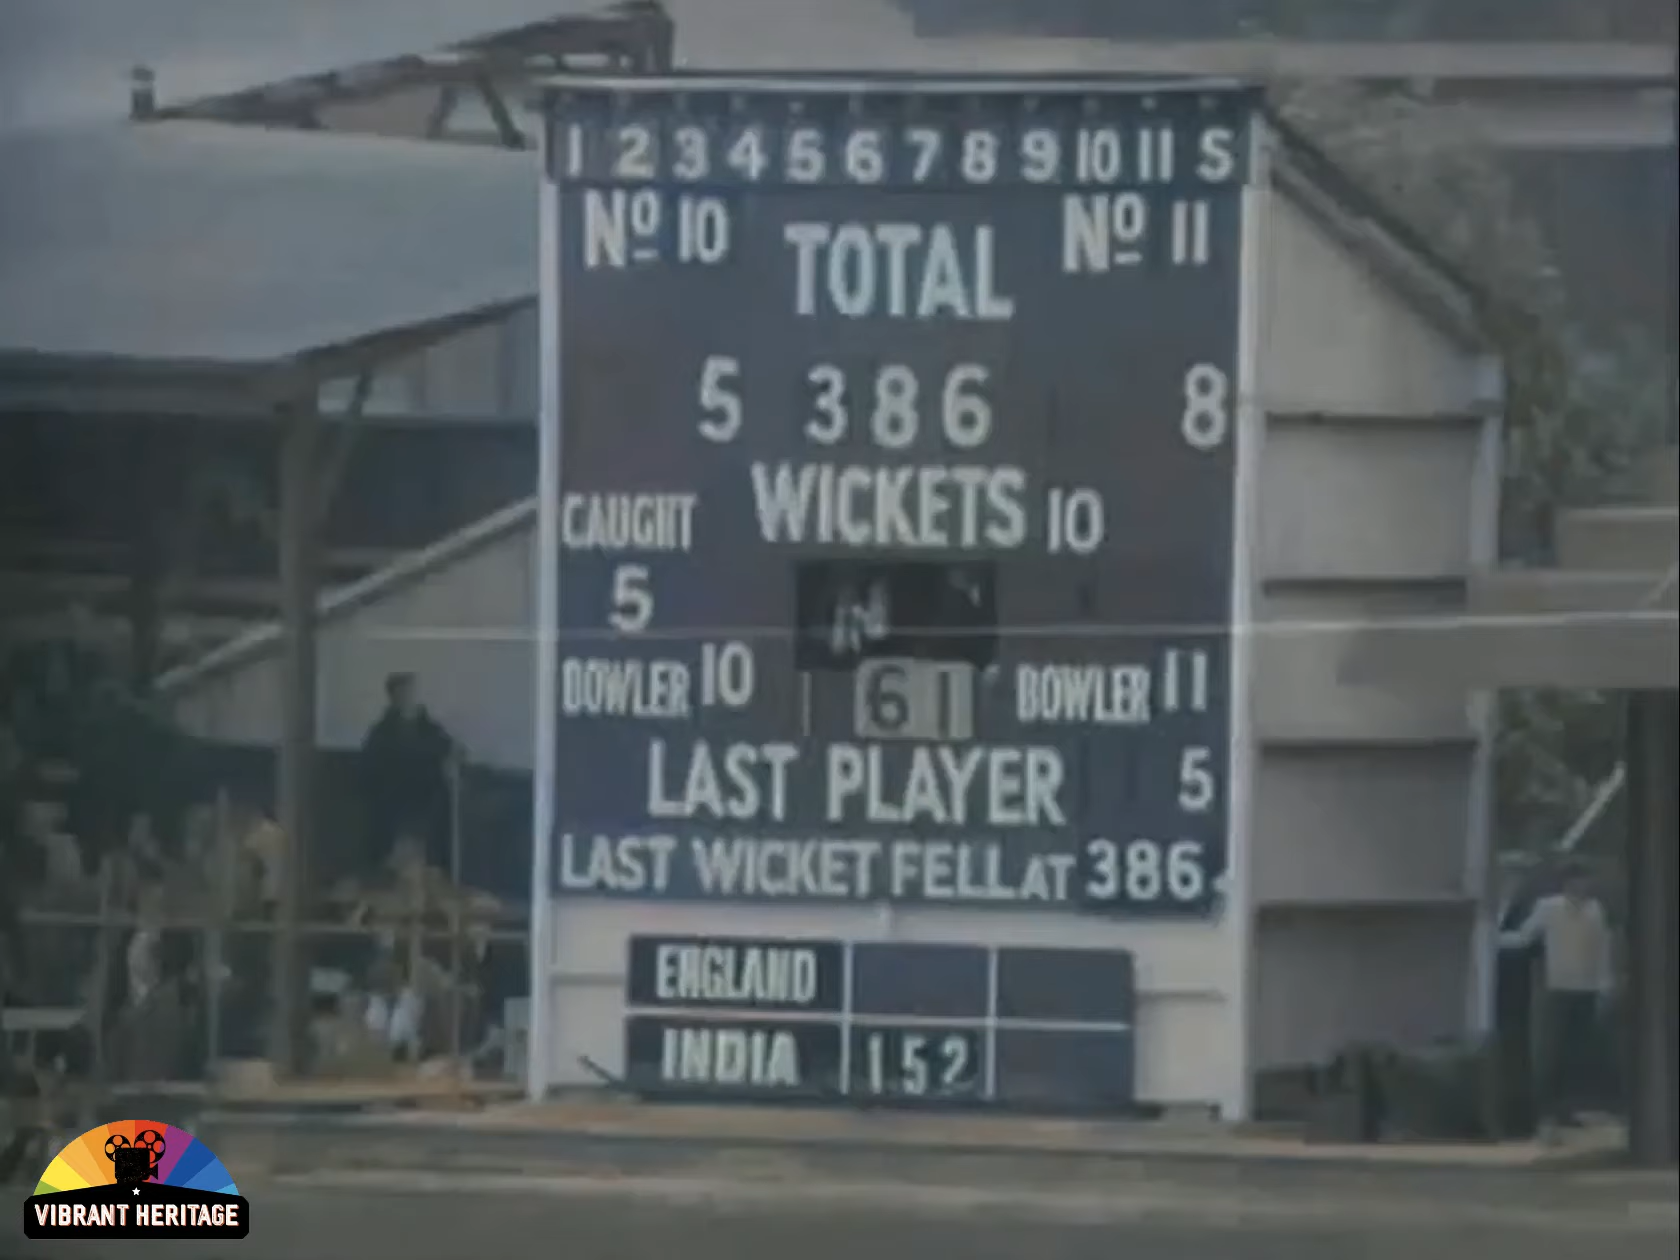 1 2 3 4 5 6 7 8 9 10 11 S
Nº 10 TOTAL Nº 11
5 386 8
CAUGHT WICKETS 10
5
BOWLER 10 61 BOWLER 11
LAST PLAYER 5
LAST WICKET FELL AT 386
ENGLAND
INDIA 152
VIBRANT HERITAGE